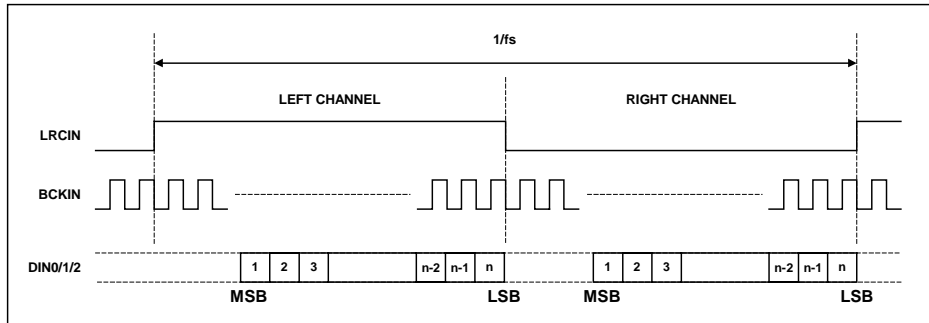 1/fs
LEFT CHANNEL RIGHT CHANNEL
LRCIN
BCKIN
DIN0/1/2 1 2 3 n-2 n-1 n 1 2 3 n-2 n-1 n
MSB LSB MSB LSB